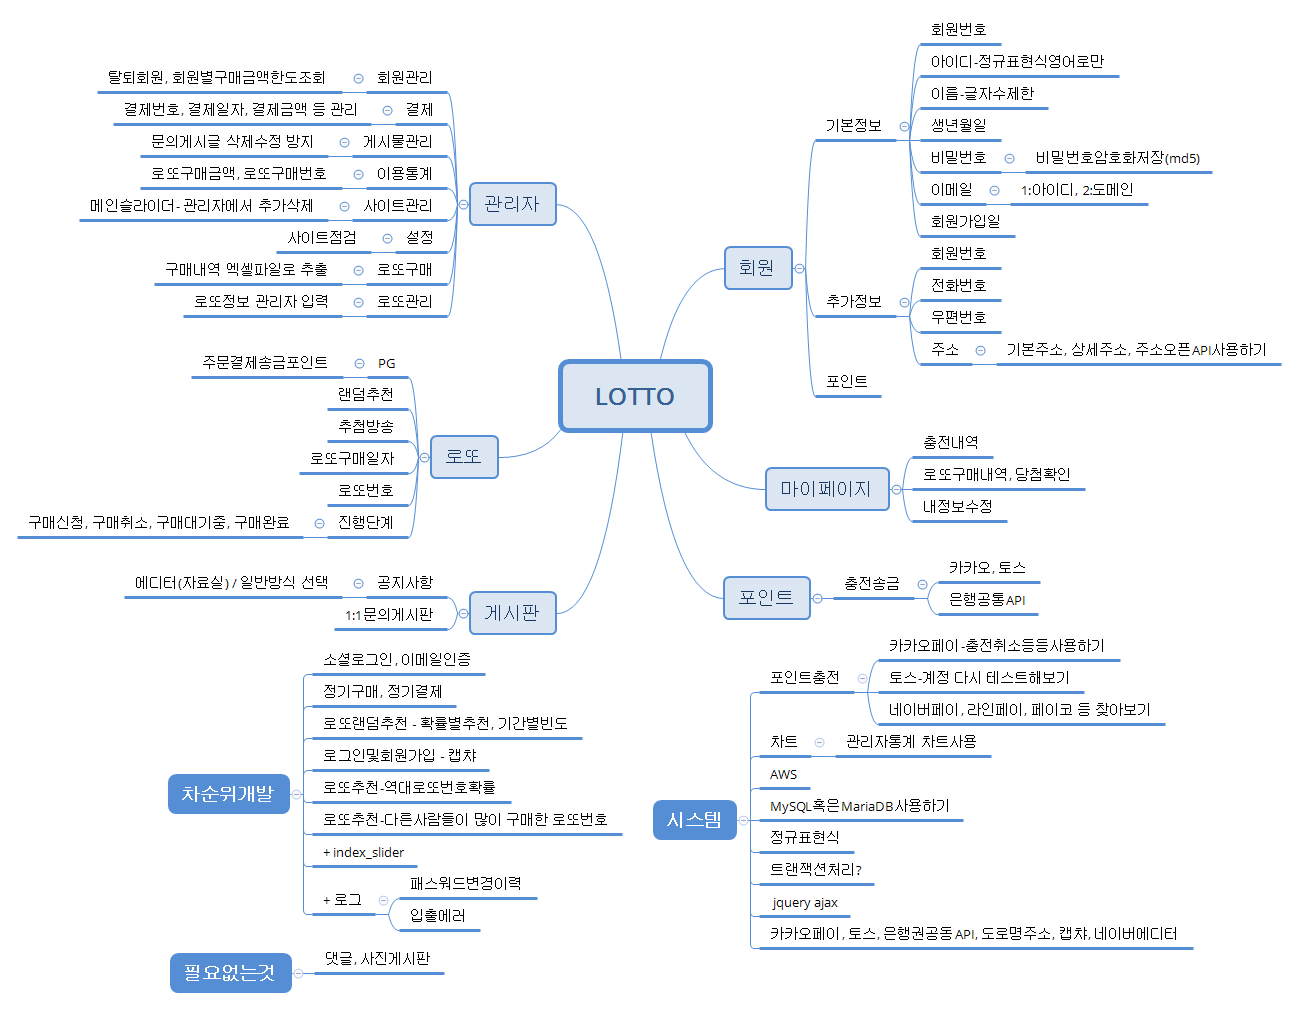 LOTTO
관리자
회원관리
탈퇴회원, 회원별구매금액한도조회
결제
결제번호, 결제일자, 결제금액 등 관리
게시물관리
문의게시글 삭제수정 방지
이용통계
로또구매금액, 로또구매번호
사이트관리
메인슬라이더- 관리자에서 추가삭제
설정
사이트점검
로또구매
구매내역 엑셀파일로 추출
로또관리
로또정보 관리자 입력
로또
PG
주문결제송금포인트
랜덤추천
추첨방송
로또구매일자
로또번호
진행단계
구매신청, 구매취소, 구매대기중, 구매완료
게시판
공지사항
에디터(자료실) / 일반방식 선택
1:1문의게시판
회원
기본정보
회원번호
아이디-정규표현식영어로만
이름-글자수제한
생년월일
비밀번호
비밀번호암호화저장(md5)
이메일
1:아이디, 2:도메인
회원가입일
추가정보
회원번호
전화번호
우편번호
주소
기본주소, 상세주소, 주소오픈API사용하기
포인트
마이페이지
충전내역
로또구매내역, 당첨확인
내정보수정
포인트
충전송금
카카오, 토스
은행공통API
차순위개발
소셜로그인, 이메일인증
정기구매, 정기결제
로또랜덤추천 - 확률별추천, 기간별빈도
로그인및회원가입 - 캡챠
로또추천-역대로또번호확률
로또추천-다른사람들이 많이 구매한 로또번호
+ index_slider
+ 로그
패스워드변경이력
입출에러
필요없는것
댓글, 사진게시판
시스템
포인트충전
카카오페이-충전취소등등사용하기
토스-계정 다시 테스트해보기
네이버페이, 라인페이, 페이코 등 찾아보기
차트
관리자통계 차트사용
AWS
MySQL혹은MariaDB사용하기
정규표현식
트랜잭션처리?
jquery ajax
카카오페이, 토스, 은행권공동API, 도로명주소, 캡챠, 네이버에디터